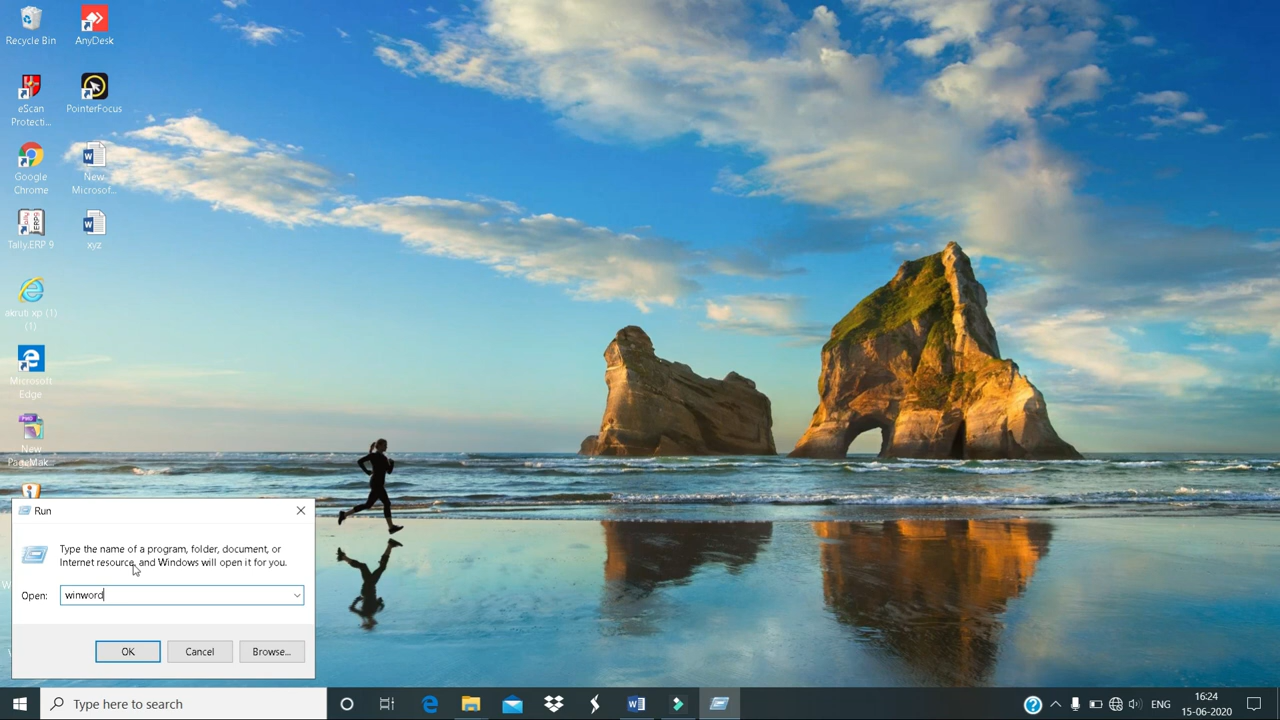 Recycle Bin
AnyDesk
eScan
Protecti...
PointerFocus
Google
Chrome
New
Microsof...
Tally.ERP 9
xyz
akruti xp (1)
(1)
Microsoft
Edge
New
PageMak...
Run
Type the name of a program, folder, document, or
Internet resource, and Windows will open it for you.
Open:
winword
OK
Cancel
Browse...
Type here to search
ENG
16:24
15-06-2020